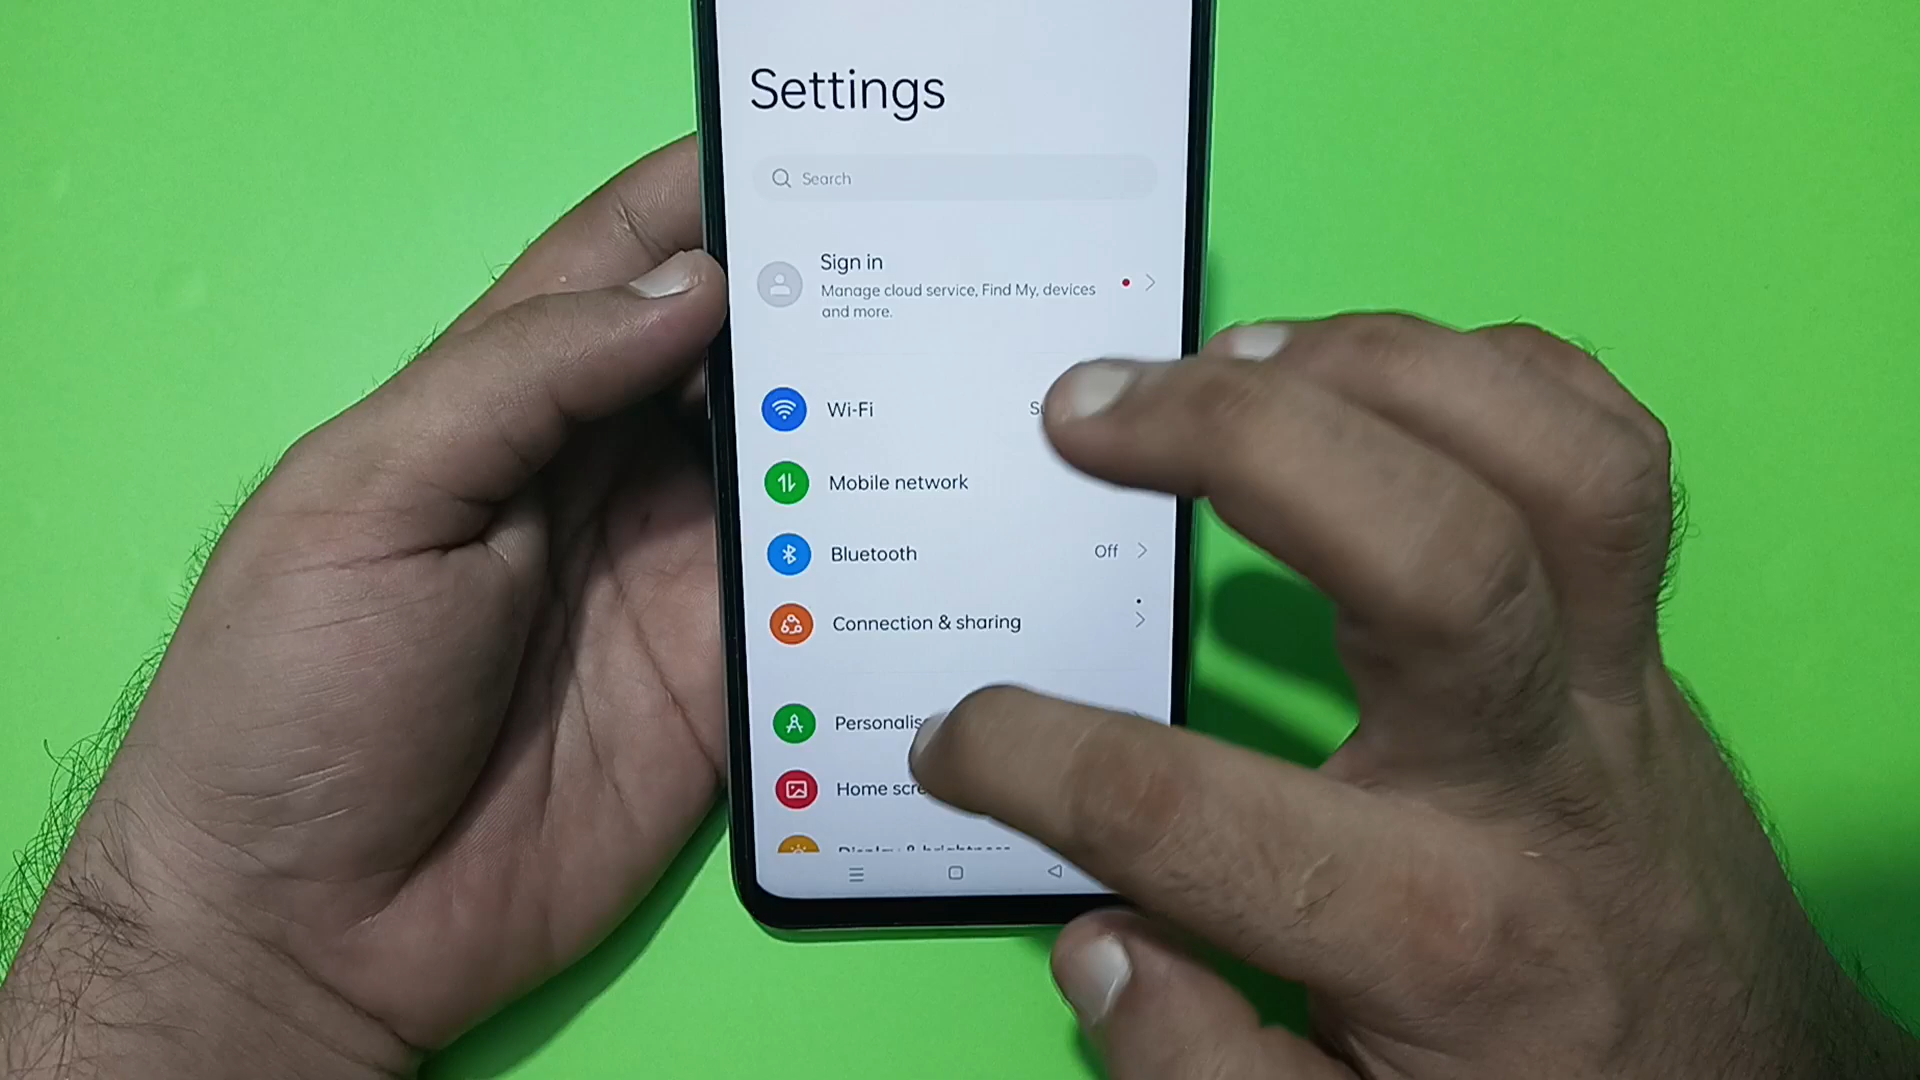 Settings
Search
Sign in
Manage cloud service, Find My, devices
and more.
Wi-Fi
Mobile network
Bluetooth Off
Connection & sharing
Home